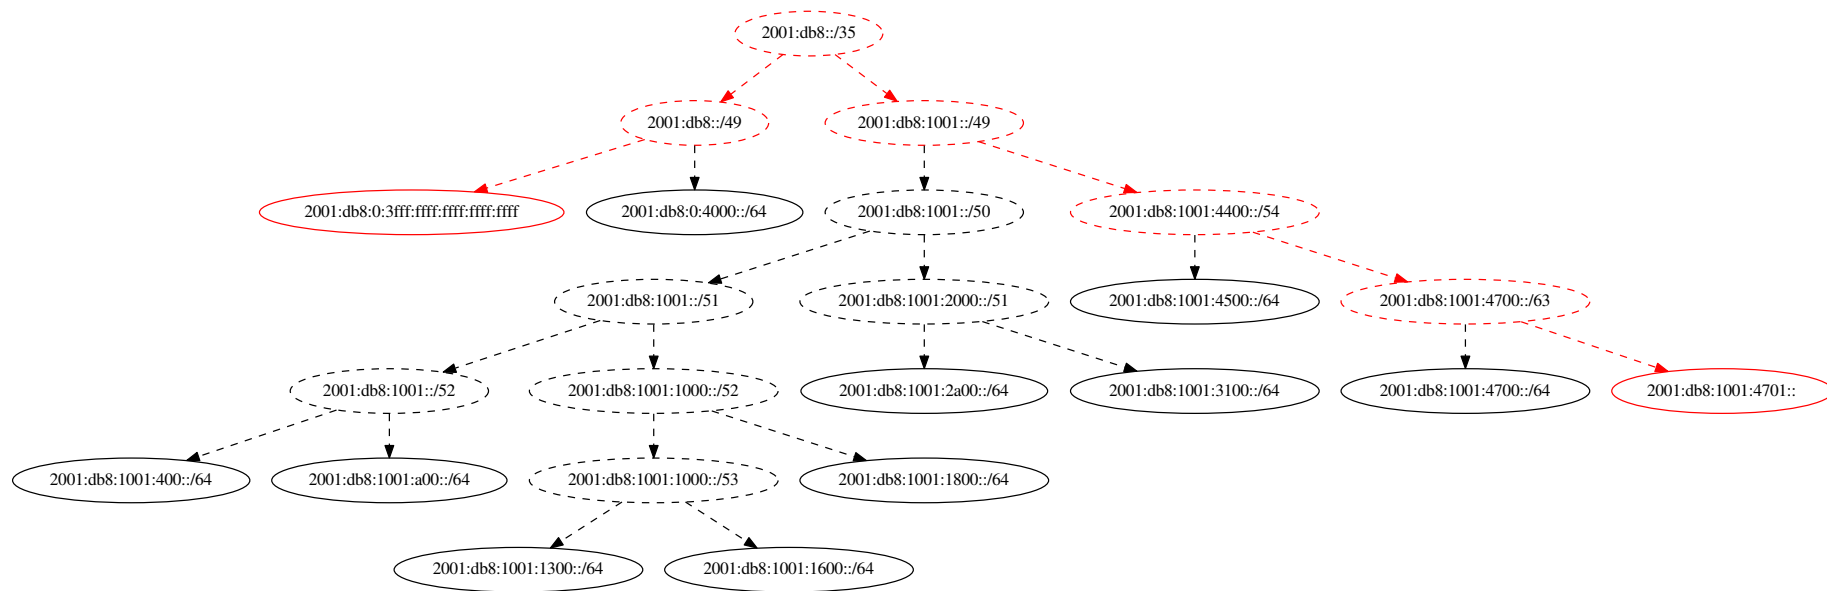 2001:db8::/35
2001:db8::/49
2001:db8:1001::/49
2001:db8:0:3fff:ffff:ffff:ffff:ffff
2001:db8:0:4000::/64
2001:db8:1001::/50
2001:db8:1001:4400::/54
2001:db8:1001::/51
2001:db8:1001:2000::/51
2001:db8:1001:4500::/64
2001:db8:1001:4700::/63
2001:db8:1001::/52
2001:db8:1001:1000::/52
2001:db8:1001:2a00::/64
2001:db8:1001:3100::/64
2001:db8:1001:4700::/64
2001:db8:1001:4701::
2001:db8:1001:400::/64
2001:db8:1001:a00::/64
2001:db8:1001:1000::/53
2001:db8:1001:1800::/64
2001:db8:1001:1300::/64
2001:db8:1001:1600::/64